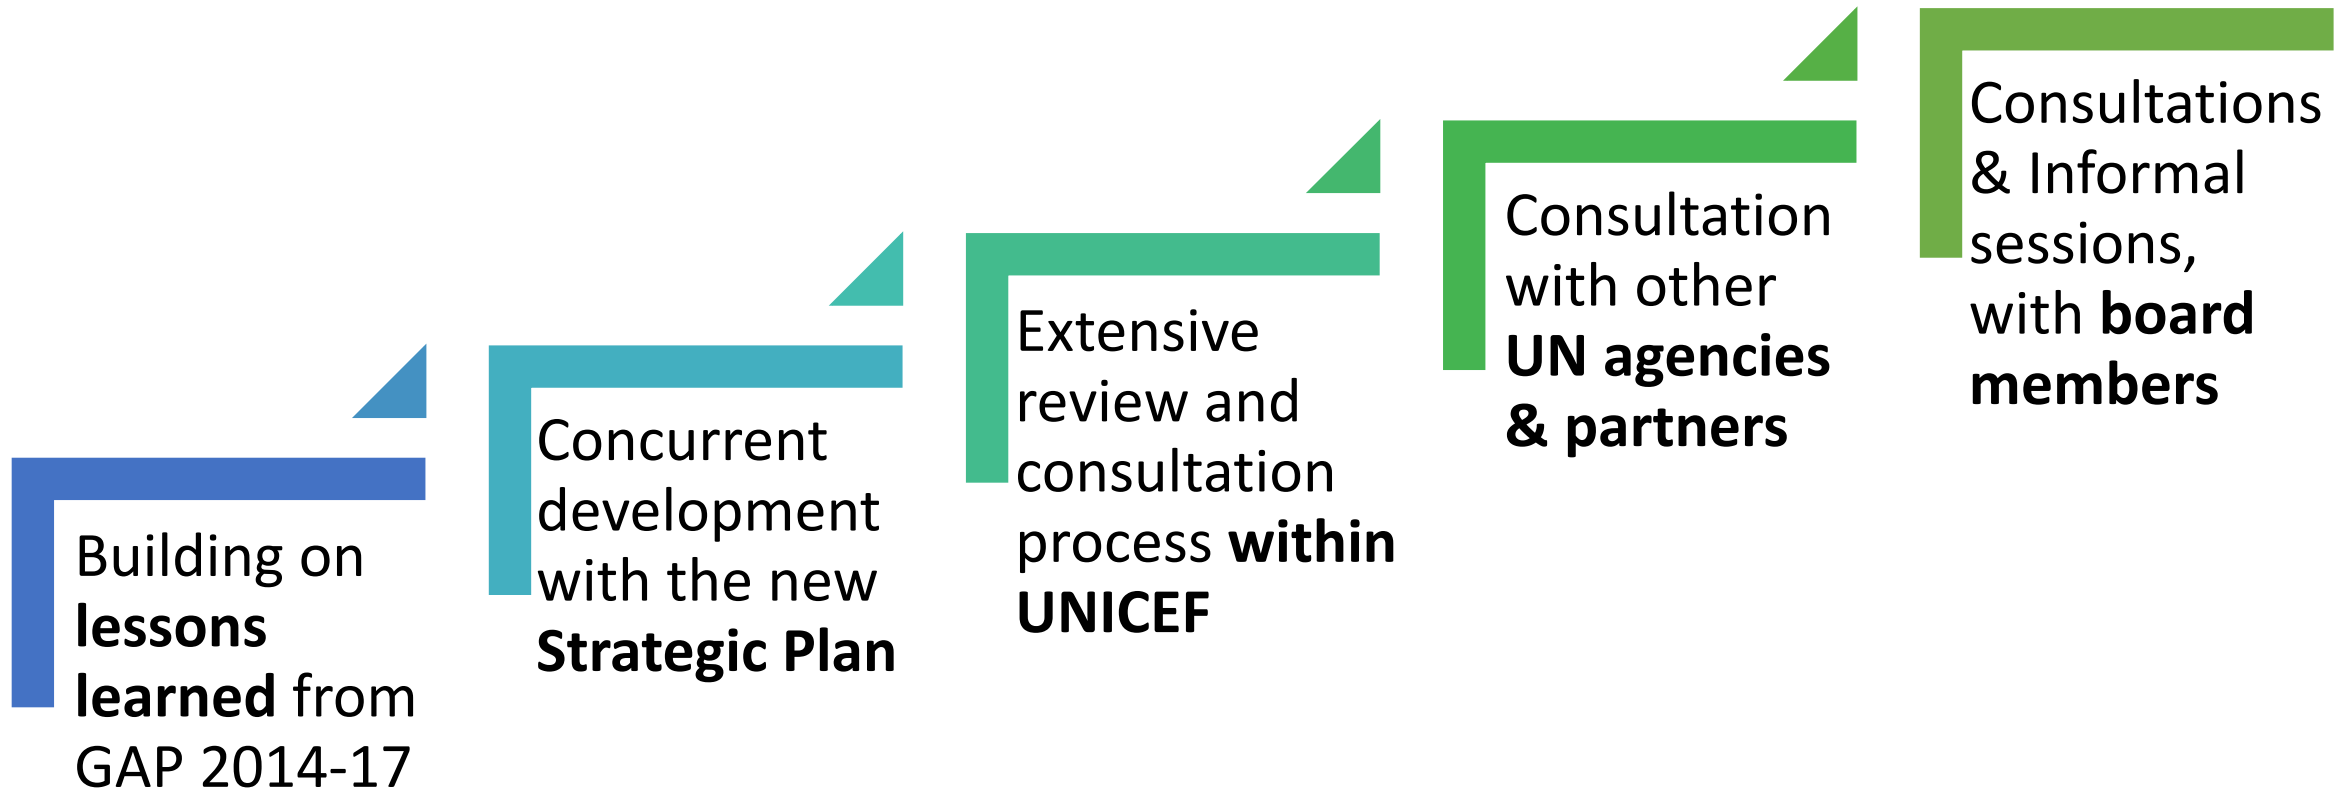 Building on
lessons
learned from
GAP 2014-17
Concurrent
development
with the new
Strategic Plan
Extensive
review and
consultation
process within
UNICEF
Consultation
with other
UN agencies
& partners
Consultations
& Informal
sessions,
with board
members